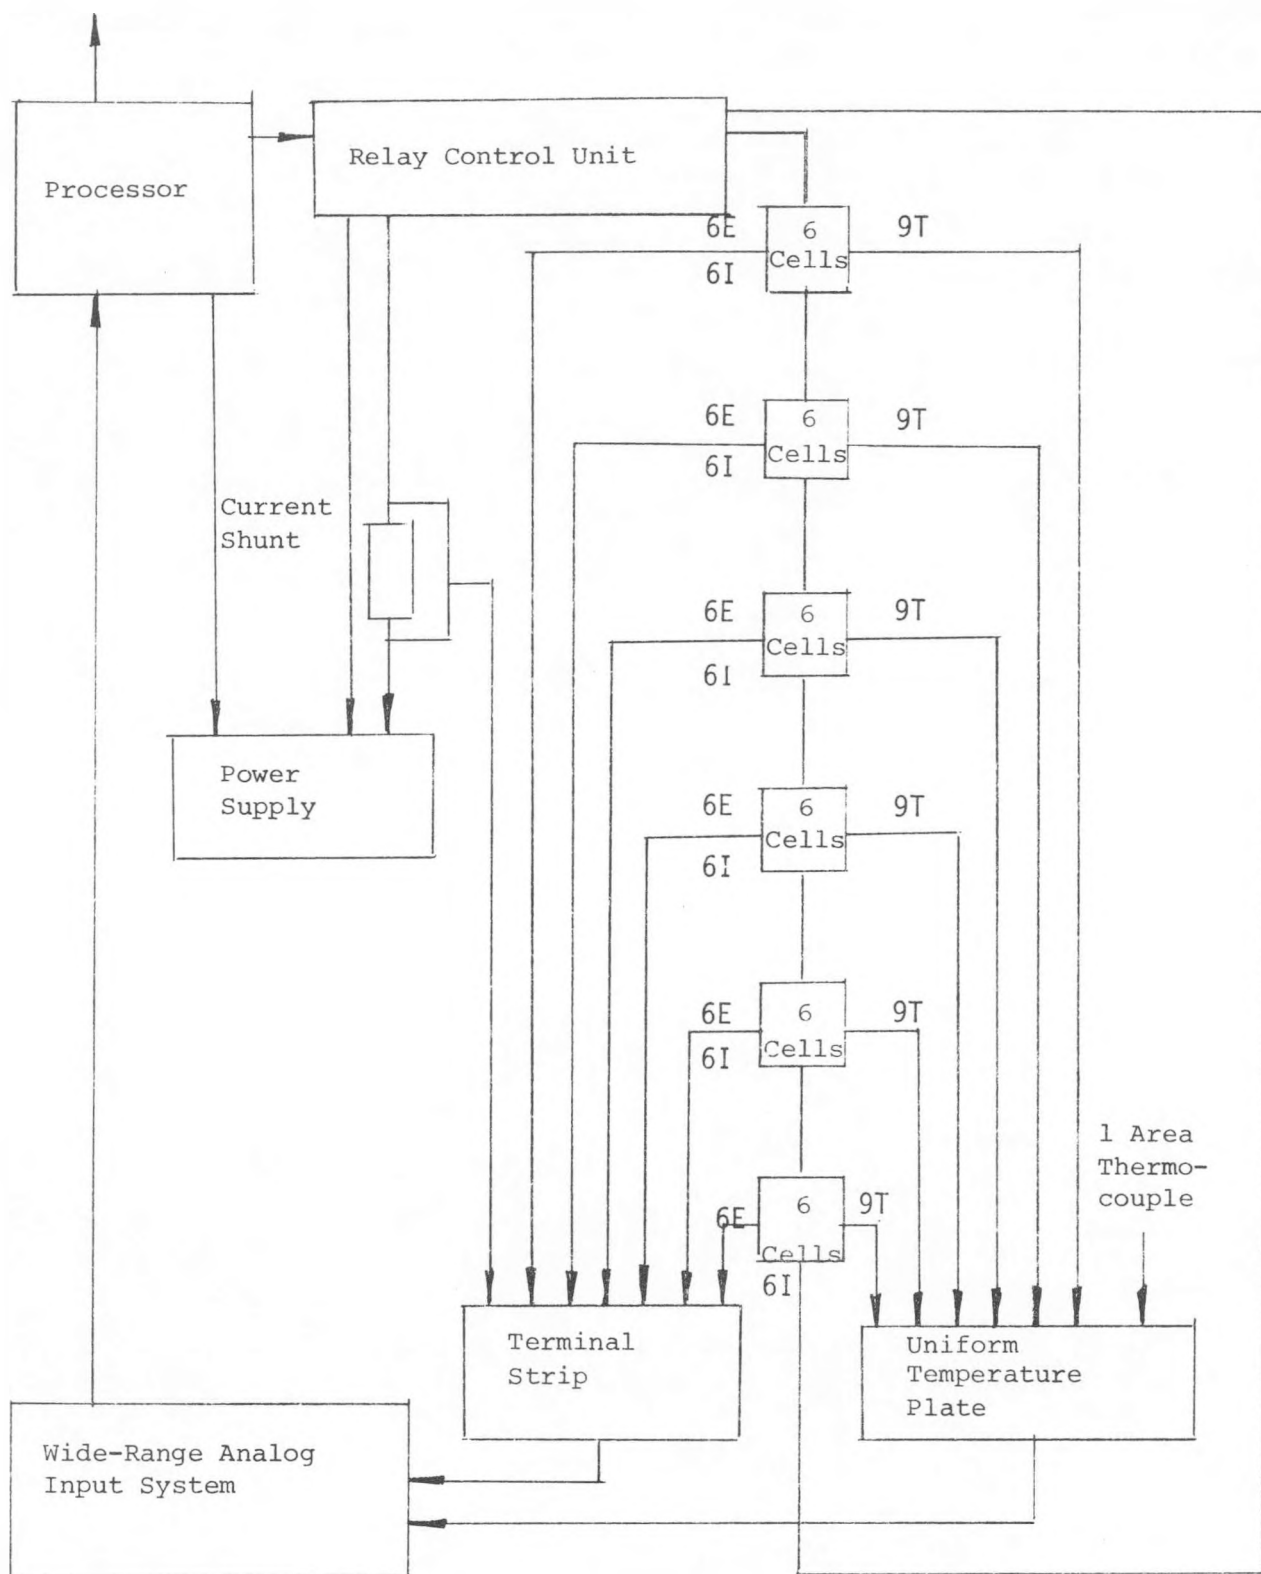 Processor
Relay Control Unit
6E
6
Cells
9T
6I
6E
6
Cells
9T
6I
Current
Shunt
6E
6
Cells
9T
6I
Power
Supply
6E
6
Cells
9T
6I
6E
6
Cells
9T
6I
1 Area
Thermo-
couple
6E
6
Cells
9T
6I
Terminal
Strip
Uniform
Temperature
Plate
Wide-Range Analog
Input System